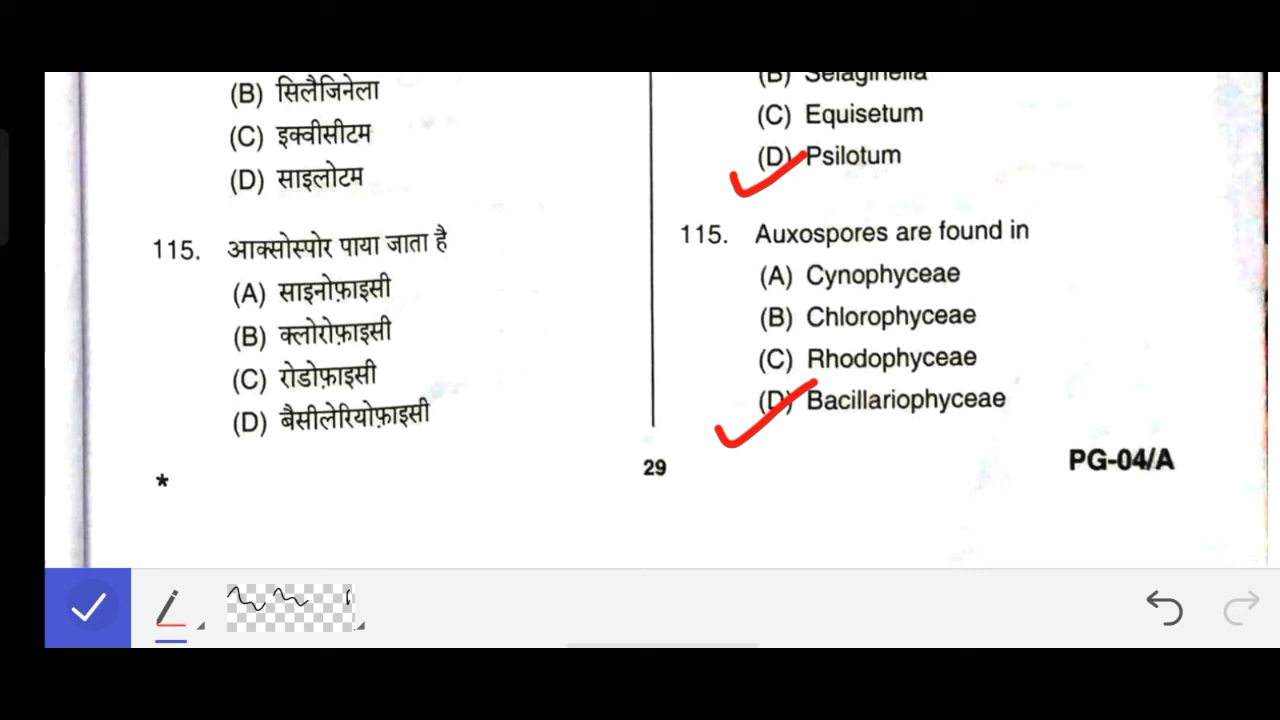 (B) सिलैजिनेला
(C) इक्वीसीटम
(D) साइलोटम
115. आक्सोस्पोर पाया जाता है
(A) साइनोफ़ाइसी
(B) क्लोरोफ़ाइसी
(C) रोडोफ़ाइसी
(D) बैसीलेरियोफ़ाइसी
(B) Selaginella
(C) Equisetum
(D) Psilotum
115. Auxospores are found in
(A) Cynophyceae
(B) Chlorophyceae
(C) Rhodophyceae
(D) Bacillariophyceae
*
29
PG-04/A